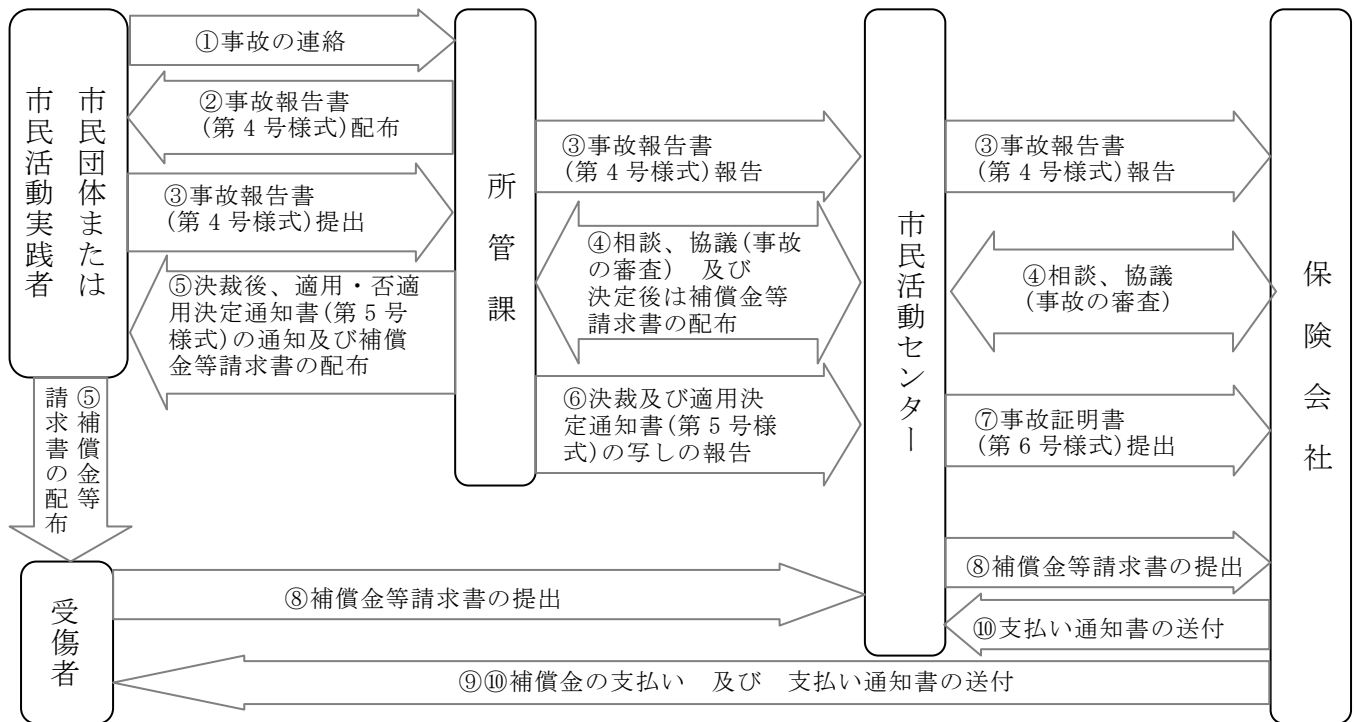 市民団体または
市民活動実践者
①事故の連絡
②事故報告書
(第4号様式)配布
③事故報告書
(第4号様式)提出
⑤決裁後、適用・否適
用決定通知書(第5号
様式)の通知及び補償
金等請求書の配布
所管課
③事故報告書
(第4号様式)報告
④相談、協議(事故
の審査) 及び
決定後は補償金等
請求書の配布
⑥決裁及び適用決
定通知書(第5号様
式)の写しの報告
市民活動センター
③事故報告書
(第4号様式)報告
④相談、協議
(事故の審査)
⑦事故証明書
(第6号様式)提出
保険会社
⑤補償金等
請求書の配布
受傷者
⑧補償金等請求書の提出
⑧補償金等請求書の提出
⑩支払い通知書の送付
⑨⑩補償金の支払い 及び 支払い通知書の送付